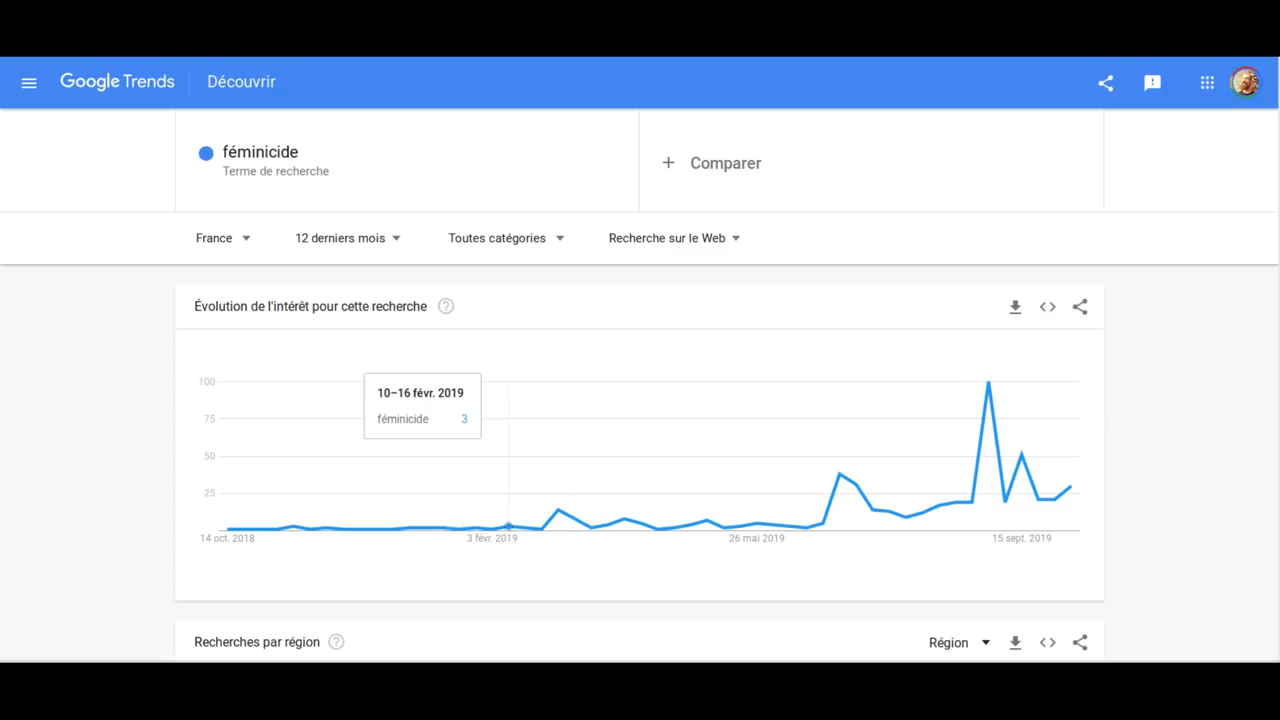 Google Trends
Découvrir
féminicide
Terme de recherche
+ Comparer
France
12 derniers mois
Toutes catégories
Recherche sur le Web
Évolution de l'intérêt pour cette recherche
100
75
50
25
10–16 févr. 2019
féminicide 3
14 oct. 2018
3 févr. 2019
26 mai 2019
15 sept. 2019
Recherches par région
Région